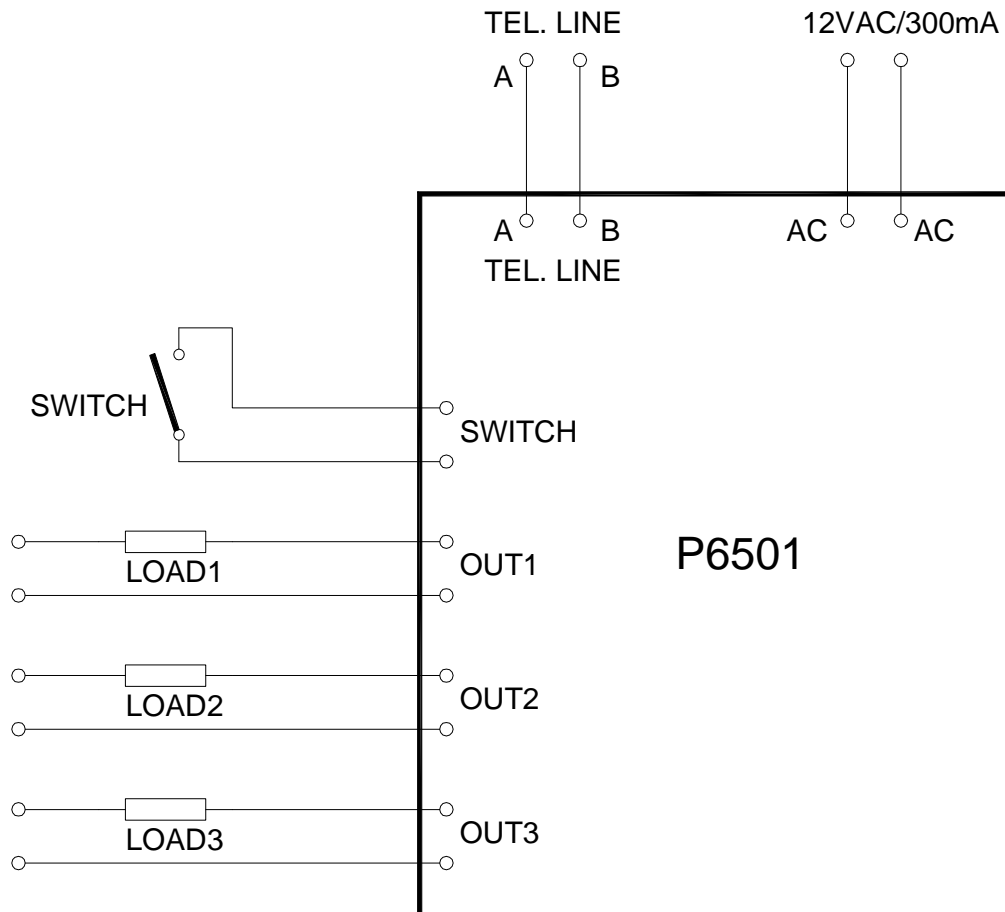 TEL. LINE
12VAC/300mA
A
B
A
B
AC
AC
TEL. LINE
SWITCH
SWITCH
OUT1
LOAD1
P6501
OUT2
LOAD2
OUT3
LOAD3